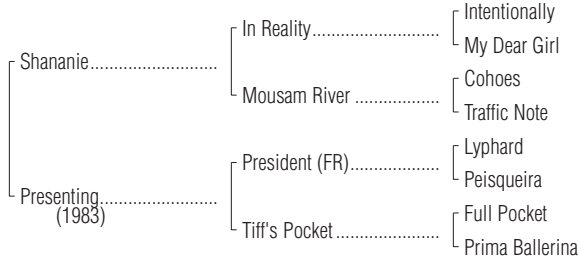 Intentionally
In Reality
My Dear Girl
Shananie
Cohoes
Mousam River
Traffic Note
Lyphard
President (FR)
Peisqueira
Presenting
(1983)
Full Pocket
Tiff's Pocket
Prima Ballerina